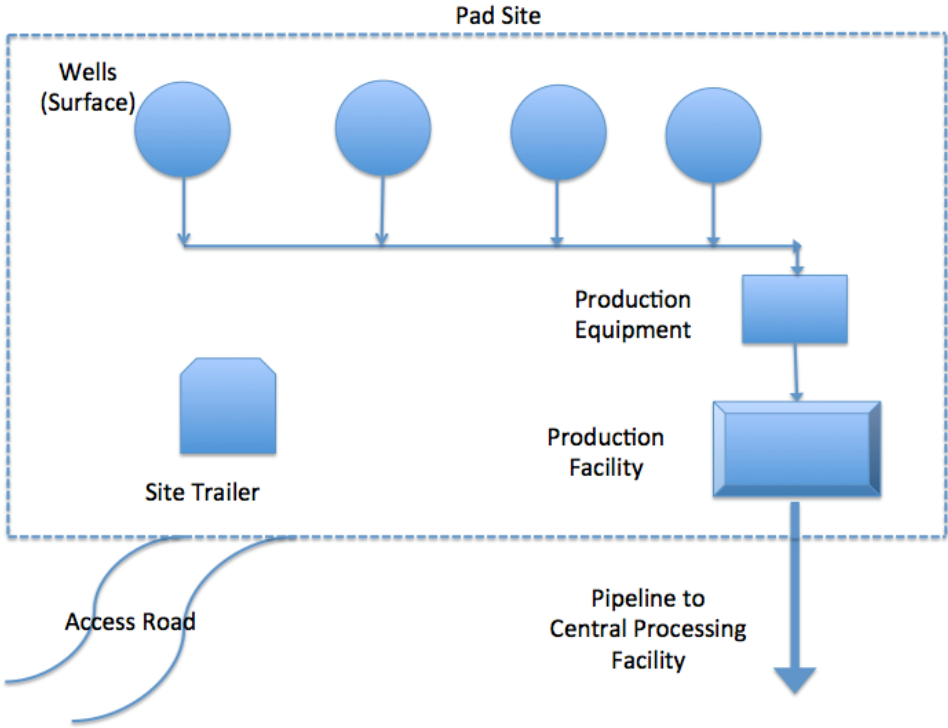 Pad Site
Wells
(Surface)
Production
Equipment
Production
Facility
Site Trailer
Access Road
Pipeline to
Central Processing
Facility